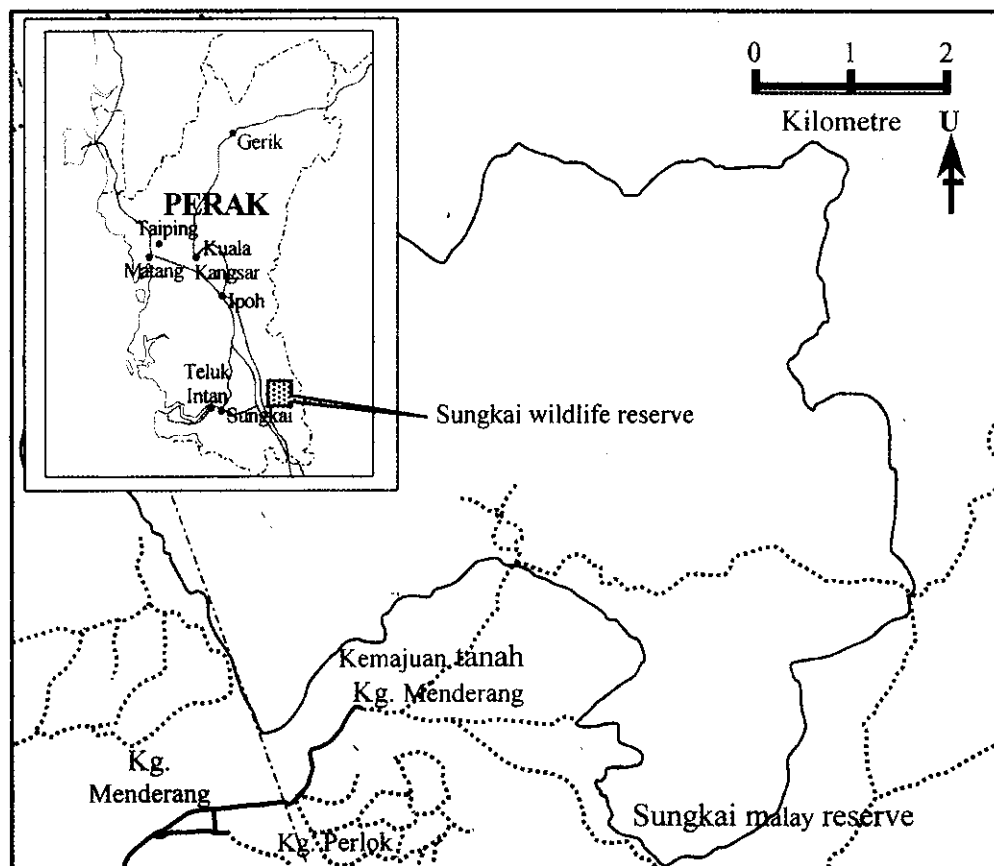 0 1 2
Kilometre U
Gerik
PERAK
Taiping
Kuala
Matang Kangsar
Ipoh
Teluk
Intan
Sungkai
Sungkai wildlife reserve
Kemajuan tanah
Kg. Menderang
Kg.
Menderang
Sungkai malay reserve
Kg. Perlok